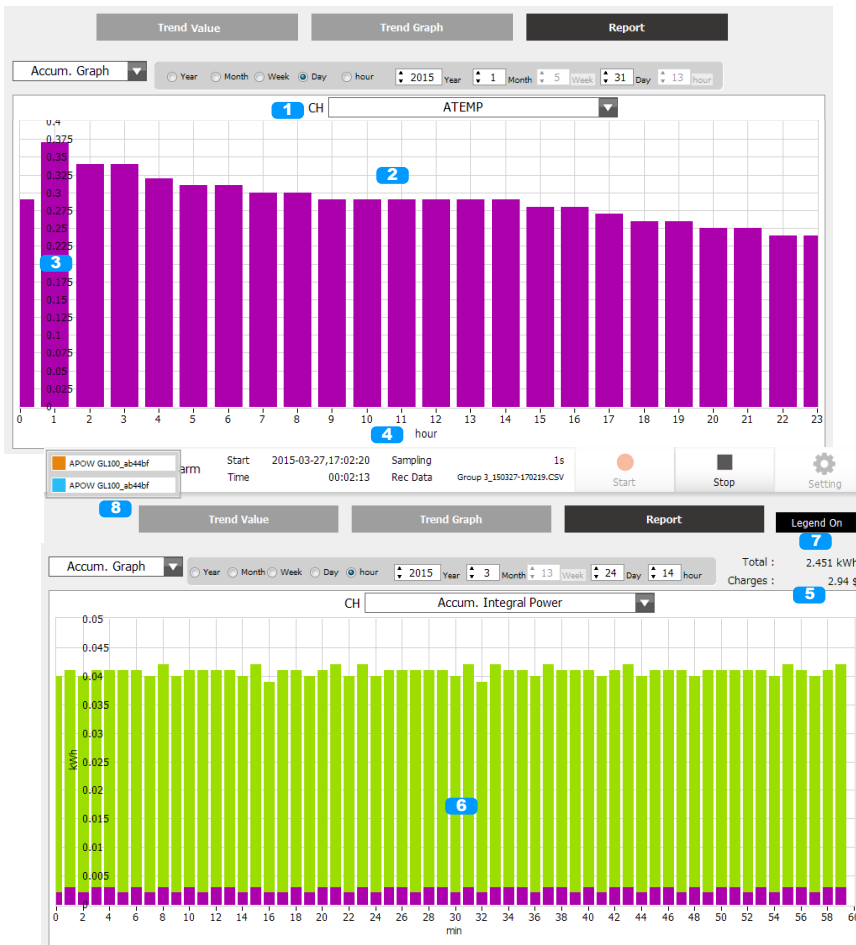 Trend Value Trend Graph Report
Accum. Graph Year Month Week Day hour 2015 Year 1 Month 5 Week 31 Day 13 hour
1 CH ATEMP
0.4
0.375
0.35
0.325
0.3
0.275
0.25
0.225
0.2
0.175
0.15
0.125
0.1
0.075
0.05
0.025
0
2
3
0 1 2 3 4 5 6 7 8 9 10 11 12 13 14 15 16 17 18 19 20 21 22 23
4 hour
APOW GL100_ab44bf
APOW GL100_ab44bf
8
arm Start 2015-03-27,17:02:20 Sampling 1s
Time 00:02:13 Rec Data Group 3_150327-170219.CSV
Start Stop Setting
Trend Value Trend Graph Report Legend On
7
Accum. Graph Year Month Week Day hour 2015 Year 3 Month 13 Week 24 Day 14 hour
Total : 2.451 kWh
Charges : 2.94 $
5
CH Accum. Integral Power
0.05
0.045
0.04
0.035
0.03
kWh
0.025
0.02
0.015
0.01
0.005
0
6
0 2 4 6 8 10 12 14 16 18 20 22 24 26 28 30 32 34 36 38 40 42 44 46 48 50 52 54 56 58 60
min